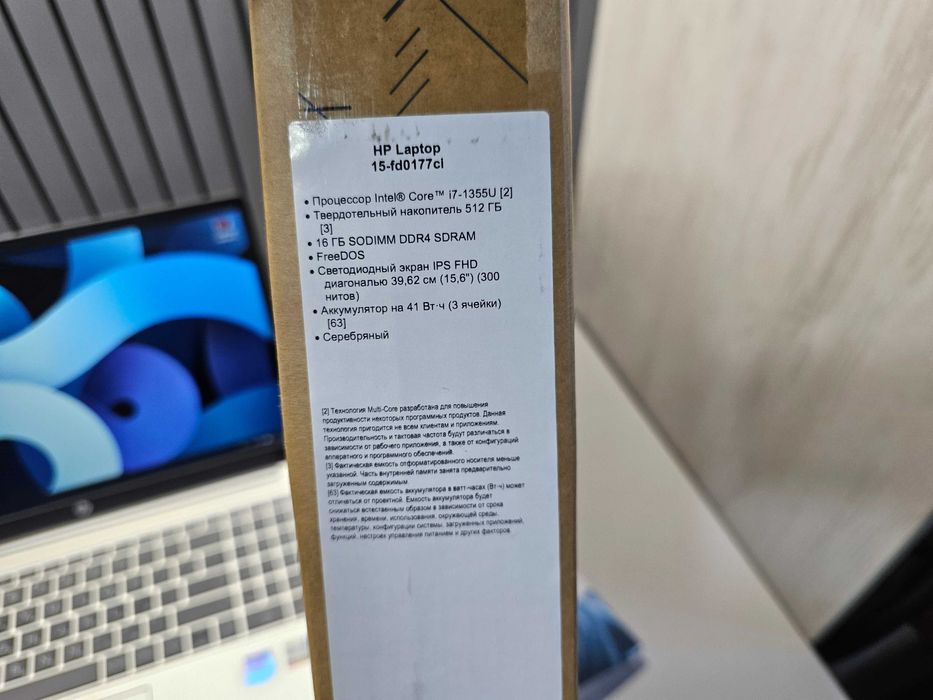 HP Laptop
15-fd0177ci
• Процессор Intel® Core™ i7-1355U [2]
• Твердотельный накопитель 512 ГБ
[3]
• 16 ГБ SODIMM DDR4 SDRAM
• FreeDOS
• Светодиодный экран IPS FHD
диагональю 39,62 см (15,6") (300
нитов)
• Аккумулятор на 41 Вт·ч (3 ячейки)
[63]
• Серебряный
[2] Технология Multi-Core разработана для повышения
продуктивности некоторых программных продуктов. Данная
технология пригодится не всем клиентам и приложениям.
Производительность и тактовая частота будут различаться в
зависимости от рабочего приложения, а также от конфигураций
аппаратного и программного обеспечений.
[3] Фактическая емкость отформатированного носителя меньше
указанной. Часть внутренней памяти занята предварительно
загруженным содержимым.
[63] Фактическая емкость аккумулятора в ватт-часах (Вт·ч) может
отличаться от проектной. Емкость аккумулятора будет
снижаться естественным образом в зависимости от срока
хранения, времени, использования, окружающей среды,
температуры, конфигурации системы, загруженных приложений,
функций, настроек управления питанием и других факторов.